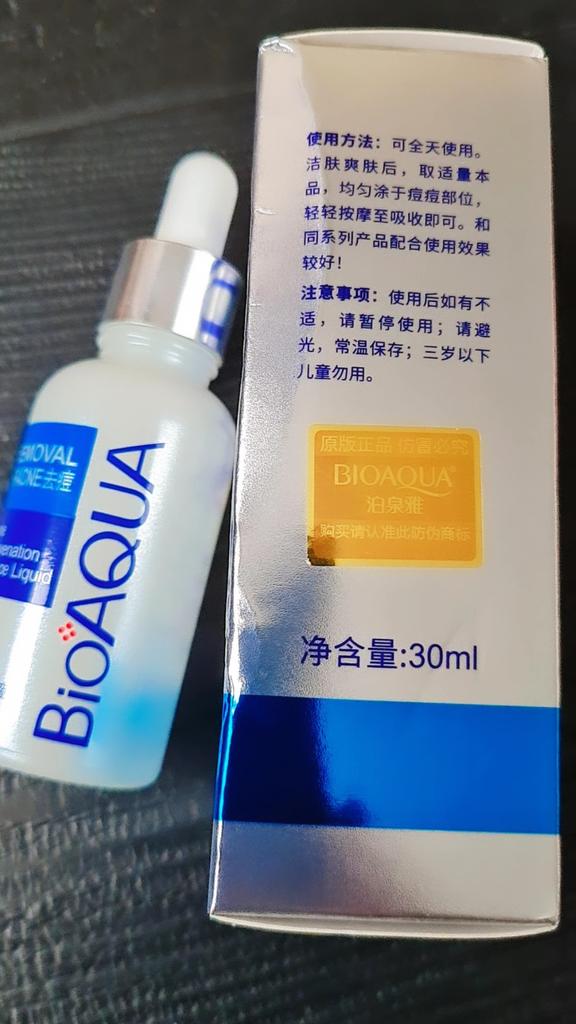 EMOVAL
ACNE去痘
enation
ce Liquid
BIOAQUA
使用方法：可全天使用。
洁肤爽肤后，取适量本
品，均匀涂于痘痘部位，
轻轻按摩至吸收即可。和
同系列产品配合使用效果
较好！
注意事项：使用后如有不
适，请暂停使用；请避
光，常温保存；三岁以下
儿童勿用。
原版正品 仿冒必究
BIOAQUA®
泊泉雅
购买请认准此防伪商标
净含量:30ml